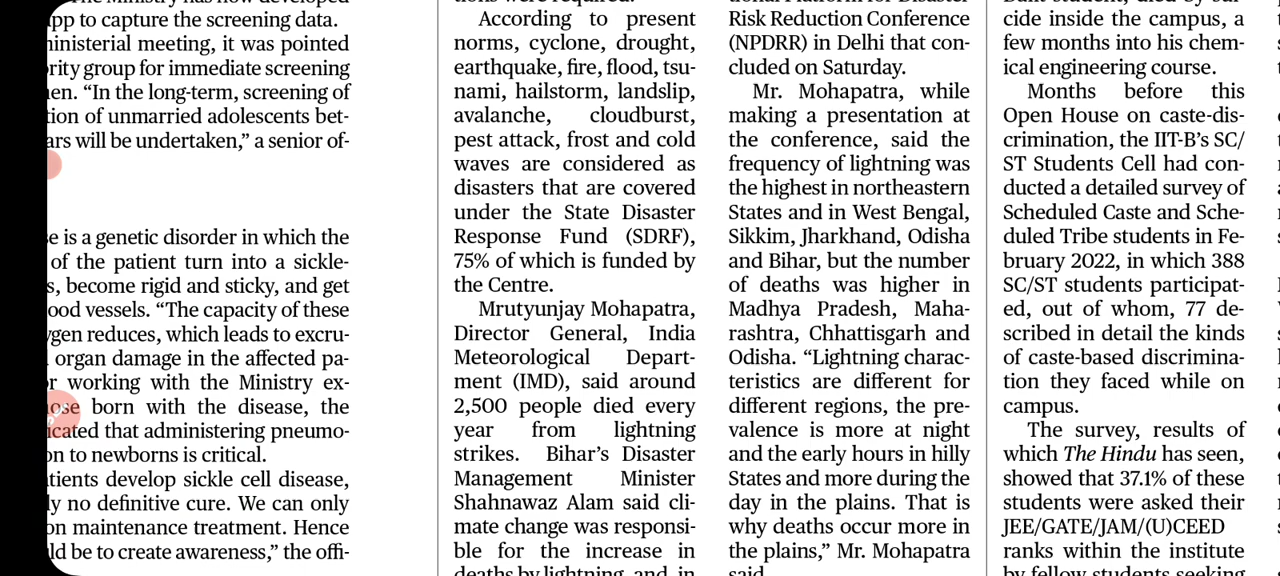 app to capture the screening data.
ministerial meeting, it was pointed
group for immediate screening
“In the long-term, screening of
of unmarried adolescents bet-
will be undertaken,” a senior of-
is a genetic disorder in which the
of the patient turn into a sickle-
become rigid and sticky, and get
vessels. “The capacity of these
reduces, which leads to excru-
organ damage in the affected pa-
working with the Ministry ex-
born with the disease, the
that administering pneumo-
to newborns is critical.
develop sickle cell disease,
no definitive cure. We can only
on maintenance treatment. Hence
be to create awareness,” the offi-
According to present
norms, cyclone, drought,
earthquake, fire, flood, tsu-
nami, hailstorm, landslip,
avalanche, cloudburst,
pest attack, frost and cold
waves are considered as
disasters that are covered
under the State Disaster
Response Fund (SDRF),
75% of which is funded by
the Centre.
Mrutyunjay Mohapatra,
Director General, India
Meteorological Depart-
ment (IMD), said around
2,500 people died every
year from lightning
strikes. Bihar’s Disaster
Management Minister
Shahnawaz Alam said cli-
mate change was responsi-
ble for the increase in
deaths by lightning, and, in
Risk Reduction Conference
(NPDRR) in Delhi that con-
cluded on Saturday.
Mr. Mohapatra, while
making a presentation at
the conference, said the
frequency of lightning was
the highest in northeastern
States and in West Bengal,
Sikkim, Jharkhand, Odisha
and Bihar, but the number
of deaths was higher in
Madhya Pradesh, Maha-
rashtra, Chhattisgarh and
Odisha. “Lightning charac-
teristics are different for
different regions, the pre-
valence is more at night
and the early hours in hilly
States and more during the
day in the plains. That is
why deaths occur more in
the plains,” Mr. Mohapatra
said.
cide inside the campus, a
few months into his chem-
ical engineering course.
Months before this
Open House on caste-dis-
crimination, the IIT-B’s SC/
ST Students Cell had con-
ducted a detailed survey of
Scheduled Caste and Sche-
duled Tribe students in Fe-
bruary 2022, in which 388
SC/ST students participat-
ed, out of whom, 77 de-
scribed in detail the kinds
of caste-based discrimina-
tion they faced while on
campus.
The survey, results of
which The Hindu has seen,
showed that 37.1% of these
students were asked their
JEE/GATE/JAM/(U)CEED
ranks within the institute
by fellow students seeking